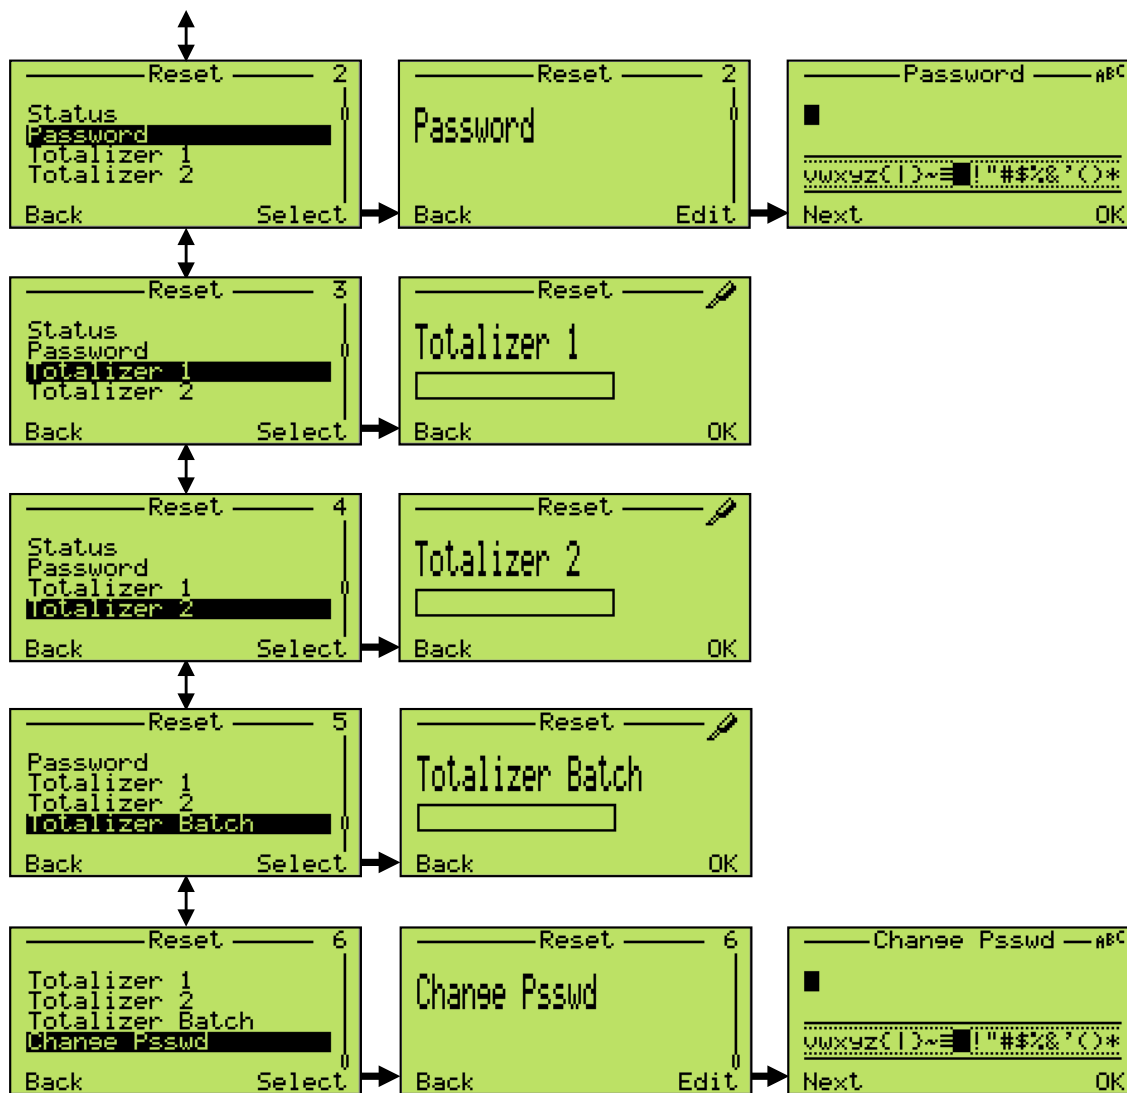 Reset 2
Status
Password
Totalizer 1
Totalizer 2
Back Select
Reset 2
Password
Back Edit
Password ABC
vwxyz{|}~ !"#$%&'()*
Next OK
Reset 3
Status
Password
Totalizer 1
Totalizer 2
Back Select
Reset
Totalizer 1
Back OK
Reset 4
Status
Password
Totalizer 1
Totalizer 2
Back Select
Reset
Totalizer 2
Back OK
Reset 5
Password
Totalizer 1
Totalizer 2
Totalizer Batch
Back Select
Reset
Totalizer Batch
Back OK
Reset 6
Totalizer 1
Totalizer 2
Totalizer Batch
Change Psswd
Back Select
Reset 6
Change Psswd
Back Edit
Change Psswd ABC
vwxyz{|}~ !"#$%&'()*
Next OK